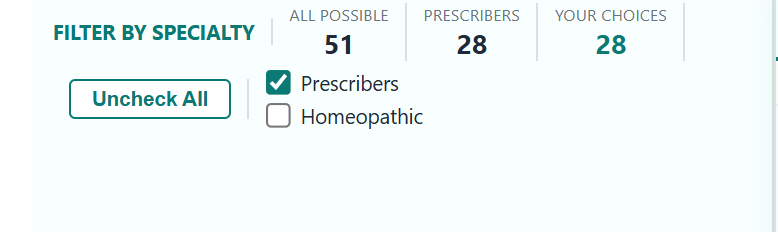 FILTER BY SPECIALTY
ALL POSSIBLE
51
PRESCRIBERS
28
YOUR CHOICES
28
Uncheck All
Prescribers
Homeopathic